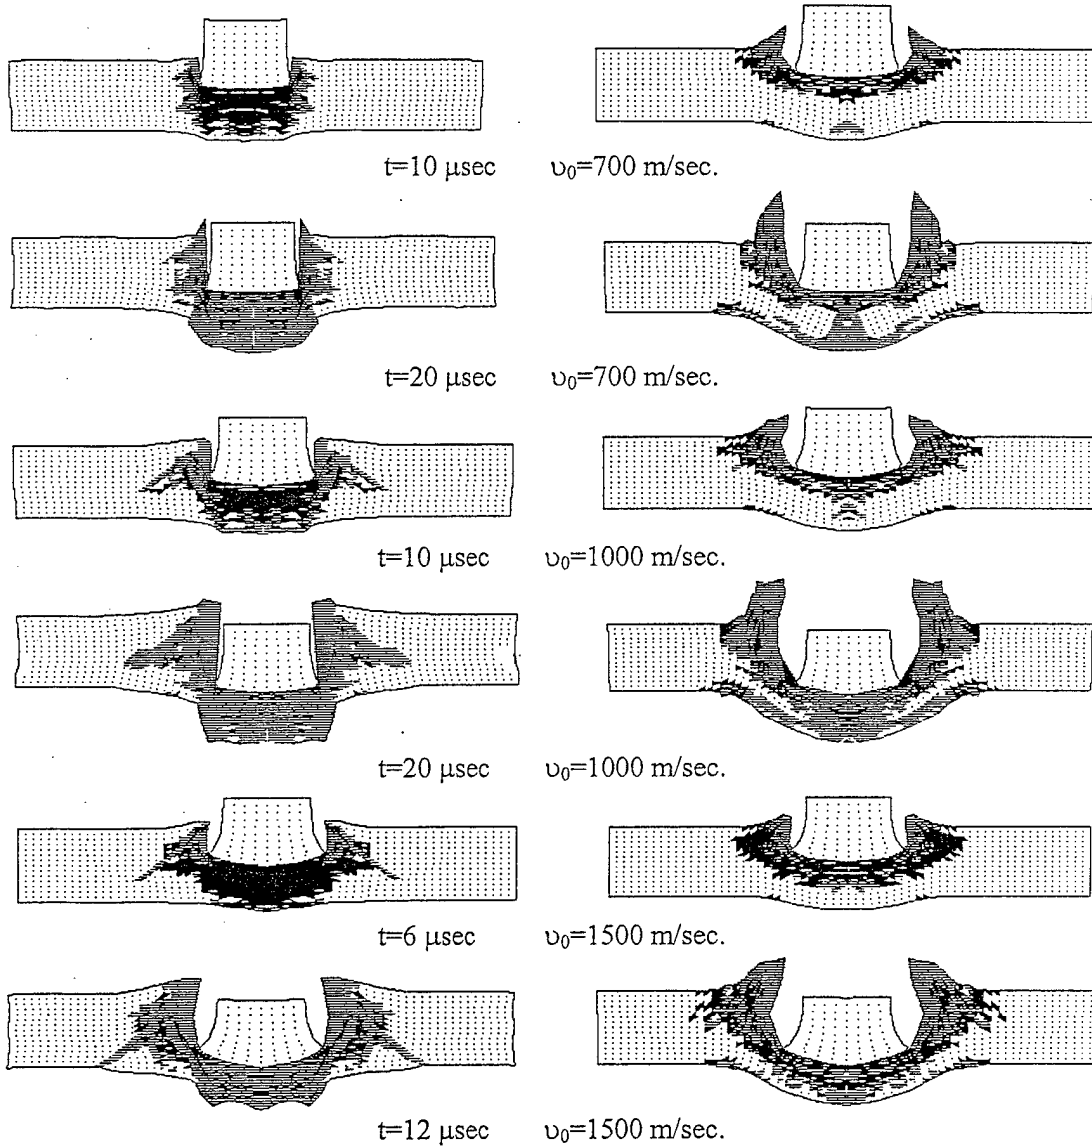 t=10 μsec υ₀=700 m/sec.
t=20 μsec υ₀=700 m/sec.
t=10 μsec υ₀=1000 m/sec.
t=20 μsec υ₀=1000 m/sec.
t=6 μsec υ₀=1500 m/sec.
t=12 μsec υ₀=1500 m/sec.